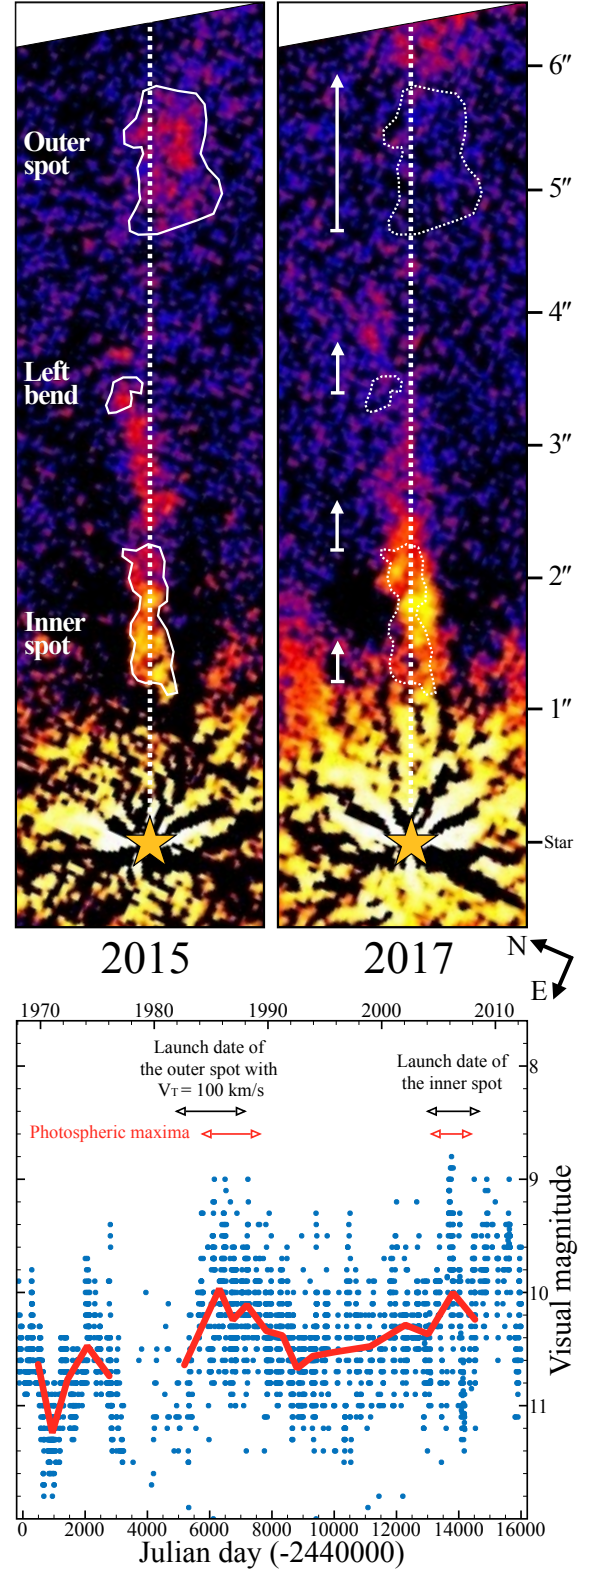 Outer
spot
Left
bend
Inner
spot
6″
5″
4″
3″
2″
1″
Star
2015
2017
N
E
1970
1980
1990
2000
2010
Launch date of
the outer spot with
VT = 100 km/s
Launch date of
the inner spot
Photospheric maxima
8
9
10
11
Visual magnitude
0
2000
4000
6000
8000
10000
12000
14000
16000
Julian day (-2440000)